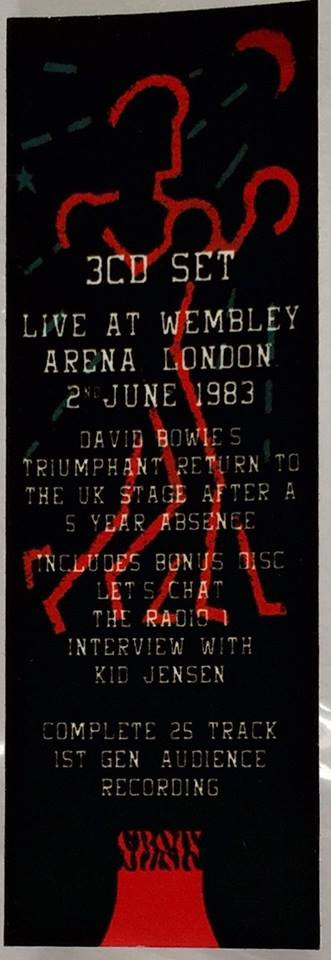 3CD SET
LIVE AT WEMBLEY
ARENA LONDON
2ND JUNE 1983
DAVID BOWIES
TRIUMPHANT RETURN TO
THE UK STAGE AFTER A
5 YEAR ABSENCE
INCLUDES BONUS DISC
LETS CHAT
THE RADIO 1
INTERVIEW WITH
KID JENSEN
COMPLETE 25 TRACK
1ST GEN AUDIENCE
RECORDING